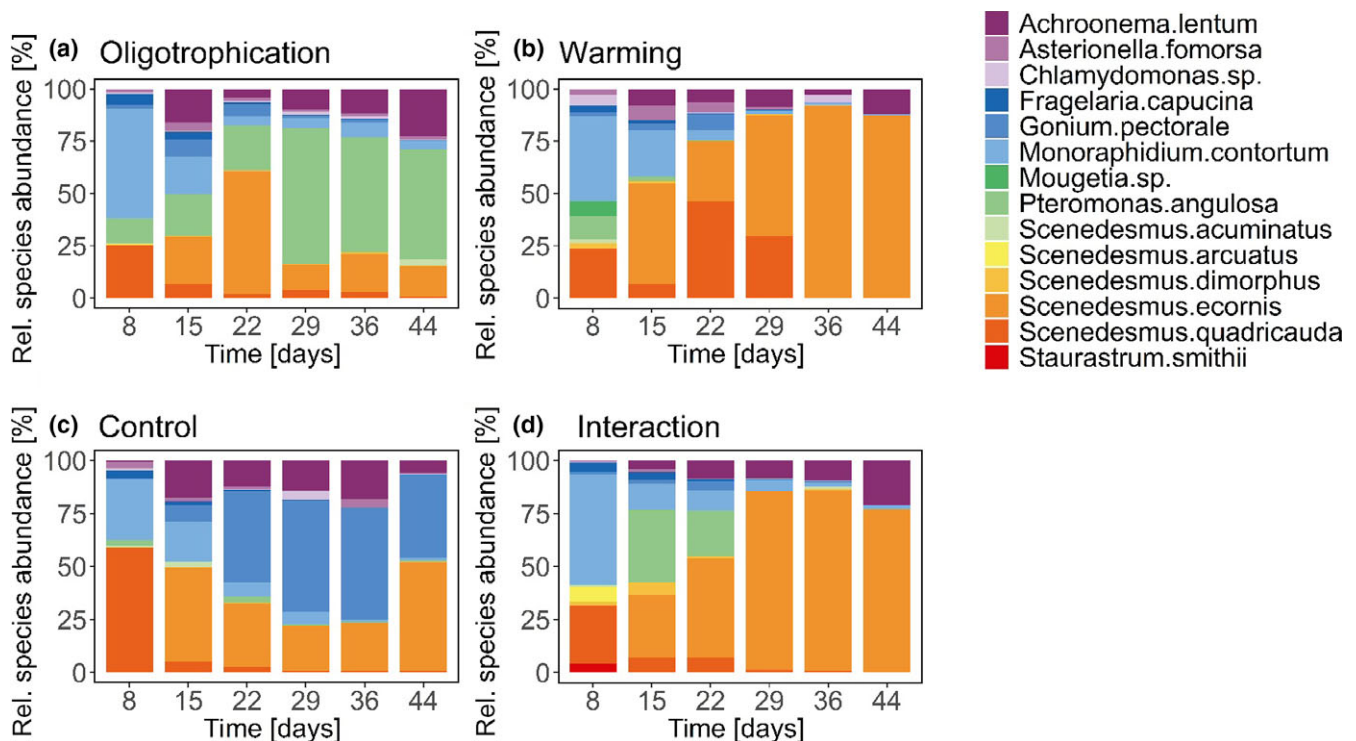 (a) Oligotrophication
Rel. species abundance [%]
100
75
50
25
0
8 15 22 29 36 44
Time [days]
(b) Warming
Rel. species abundance [%]
100
75
50
25
0
8 15 22 29 36 44
Time [days]
Achroonema.lentum
Asterionella.fomorsa
Chlamydomonas.sp.
Fragelaria.capucina
Gonium.pectorale
Monoraphidium.contortum
Mougetia.sp.
Pteromonas.angulosa
Scenedesmus.acuminatus
Scenedesmus.arcuatus
Scenedesmus.dimorphus
Scenedesmus.ecornis
Scenedesmus.quadricauda
Staurastrum.smithii
(c) Control
Rel. species abundance [%]
100
75
50
25
0
8 15 22 29 36 44
Time [days]
(d) Interaction
Rel. species abundance [%]
100
75
50
25
0
8 15 22 29 36 44
Time [days]